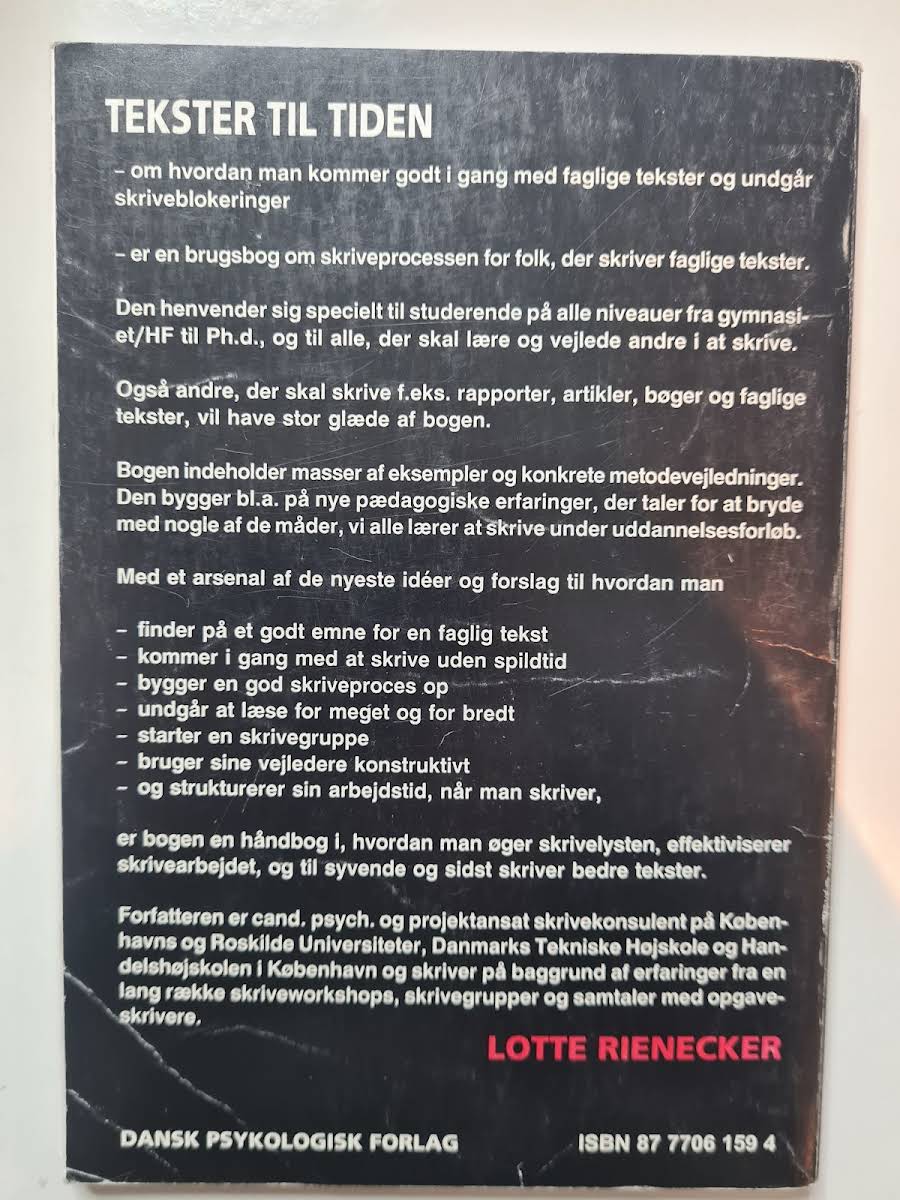 TEKSTER TIL TIDEN
– om hvordan man kommer godt i gang med faglige tekster og undgår
skriveblokeringer
– er en brugsbog om skriveprocessen for folk, der skriver faglige tekster.
Den henvender sig specielt til studerende på alle niveauer fra gymnasi-
et/HF til Ph.d., og til alle, der skal lære og vejlede andre i at skrive.
Også andre, der skal skrive f.eks. rapporter, artikler, bøger og faglige
tekster, vil have stor glæde af bogen.
Bogen indeholder masser af eksempler og konkrete metodevejledninger.
Den bygger bl.a. på nye pædagogiske erfaringer, der taler for at bryde
med nogle af de måder, vi alle lærer at skrive under uddannelsesforløb.
Med et arsenal af de nyeste idéer og forslag til hvordan man
– finder på et godt emne for en faglig tekst
– kommer i gang med at skrive uden spildtid
– bygger en god skriveproces op
– undgår at læse for meget og for bredt
– starter en skrivegruppe
– bruger sine vejledere konstruktivt
– og strukturerer sin arbejdstid, når man skriver,
er bogen en håndbog i, hvordan man øger skrivelysten, effektiviserer
skrivearbejdet, og til syvende og sidst skriver bedre tekster.
Forfatteren er cand. psych. og projektansat skrivekonsulent på Køben-
havns og Roskilde Universiteter, Danmarks Tekniske Højskole og Han-
delshøjskolen i København og skriver på baggrund af erfaringer fra en
lang række skriveworkshops, skrivegrupper og samtaler med opgave-
skrivere.
LOTTE RIENECKER
DANSK PSYKOLOGISK FORLAG
ISBN 87 7706 159 4